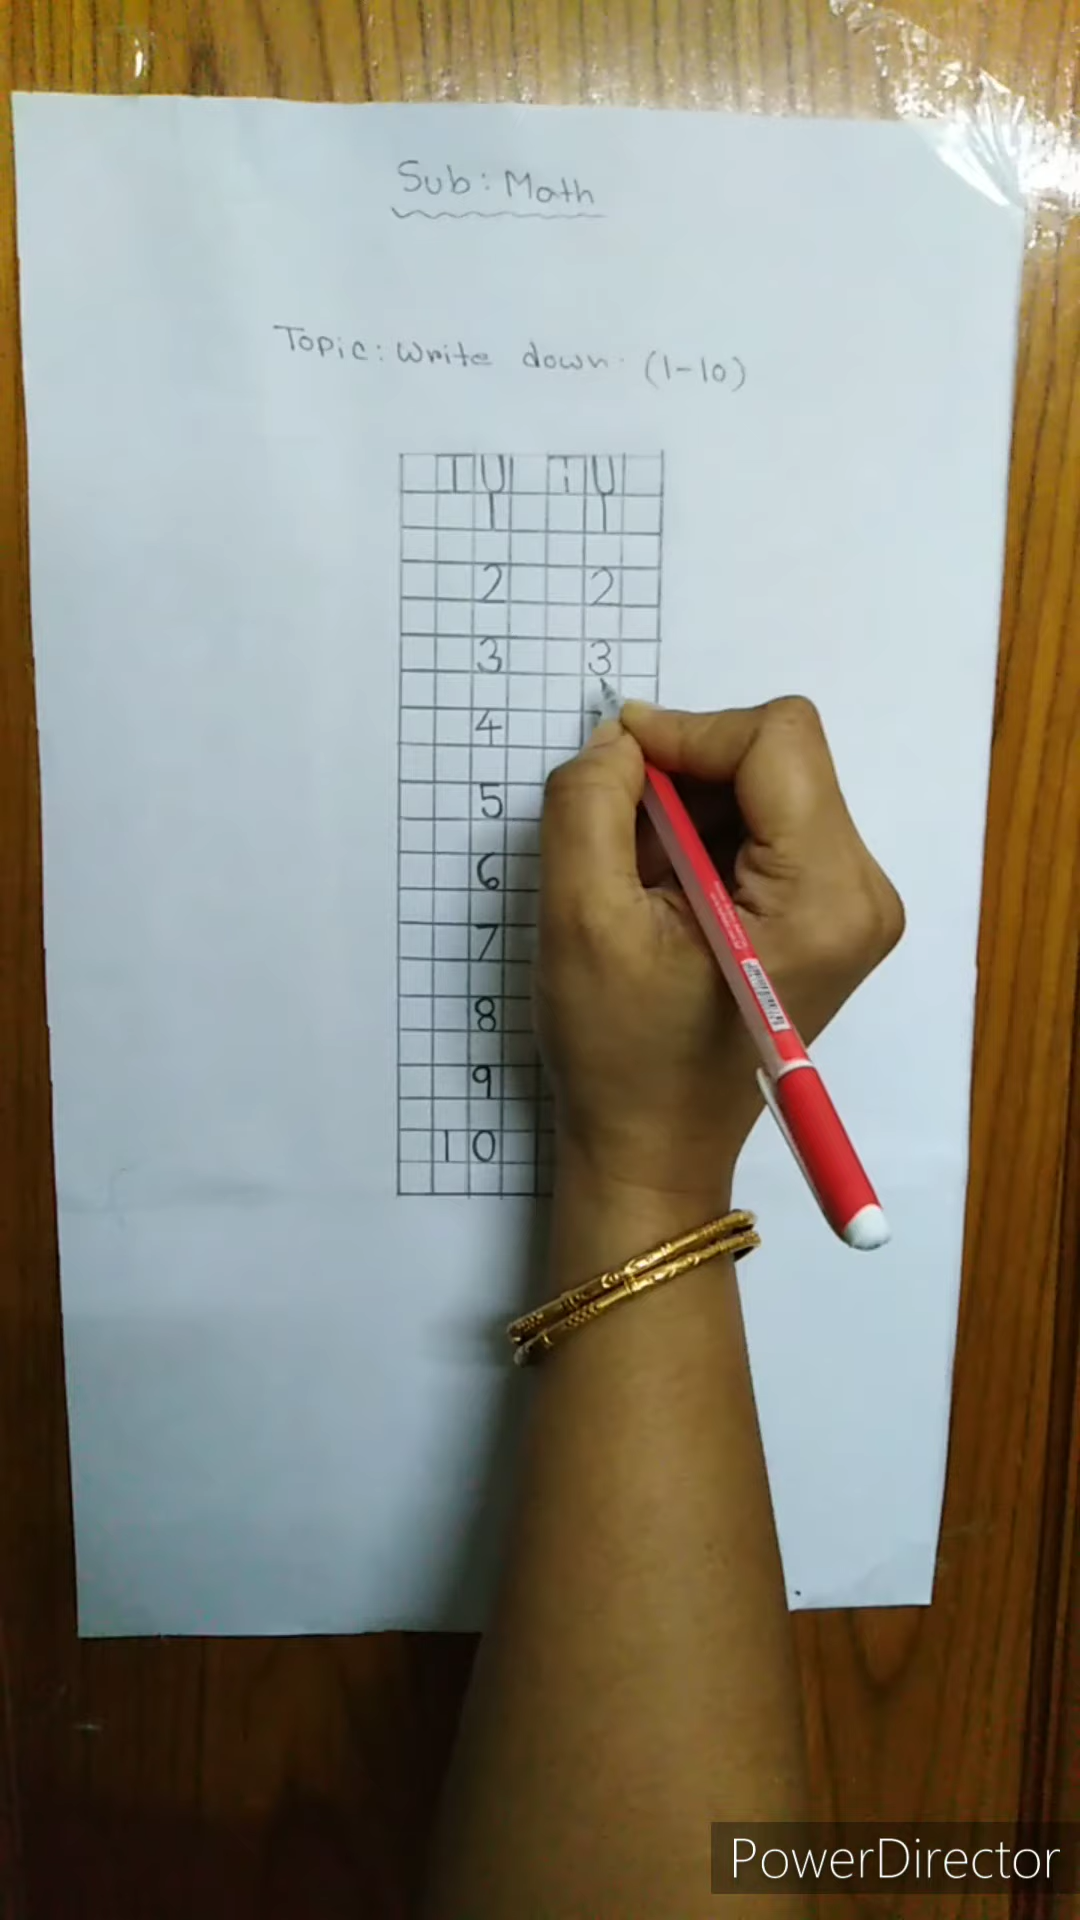 Sub: Math
Topic: Write down (1-10)
T U T U
1 1
2 2
3 3
4
5
6
7
8
9
10
PowerDirector